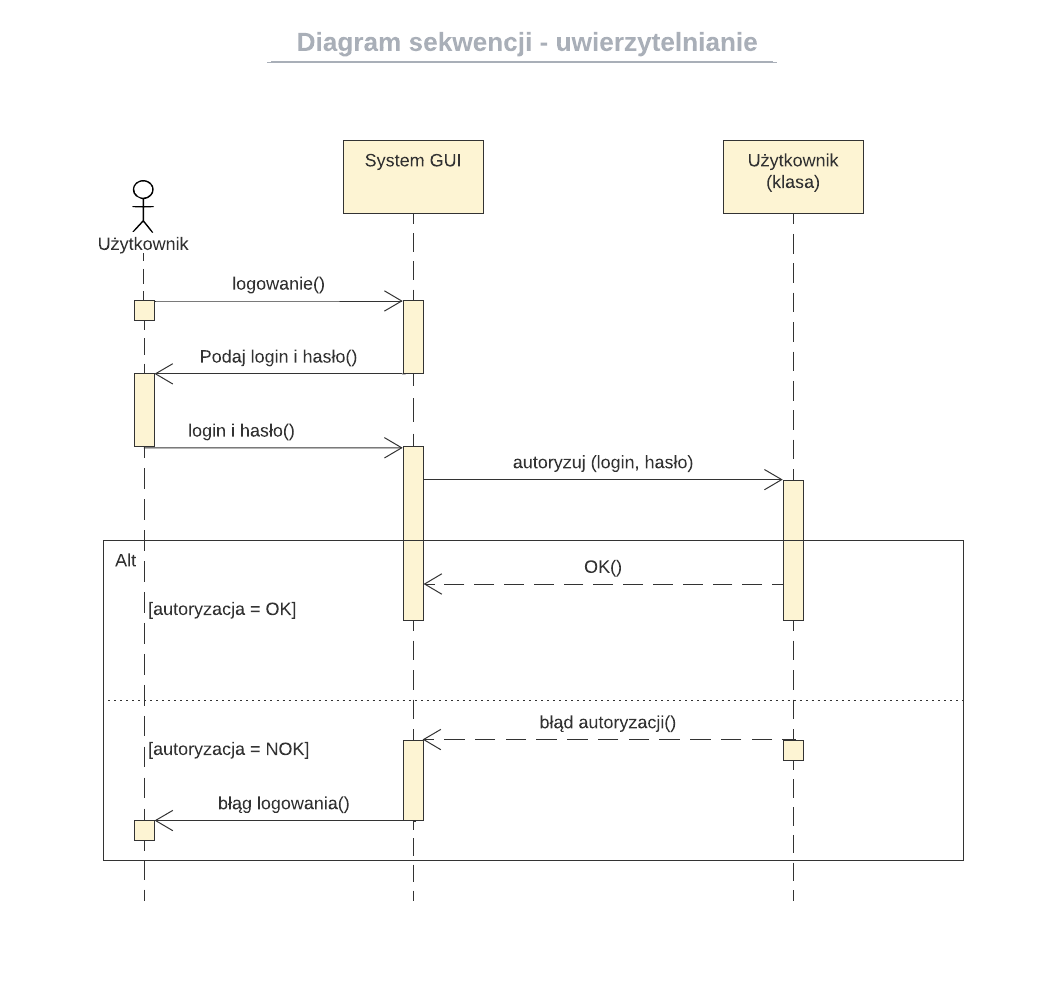 Diagram sekwencji - uwierzytelnianie
System GUI
Użytkownik
(klasa)
Użytkownik
logowanie()
Podaj login i hasło()
login i hasło()
autoryzuj (login, hasło)
Alt
OK()
[autoryzacja = OK]
błąd autoryzacji()
[autoryzacja = NOK]
błąg logowania()